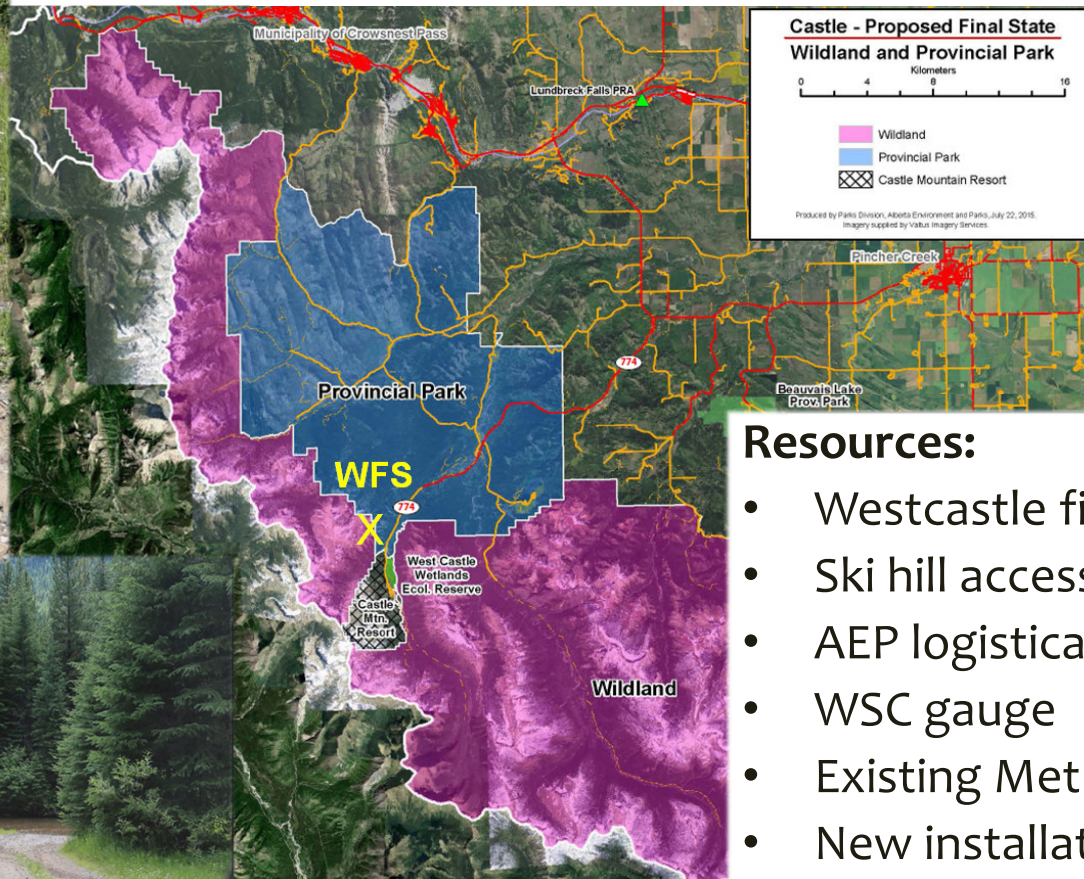 Castle - Proposed Final State
Wildland and Provincial Park
Kilometers
0 4 8 16
Wildland
Provincial Park
Castle Mountain Resort
Produced by Parks Division, Alberta Environment and Parks, July 22, 2015.
Imagery supplied by Valtus Imagery Services.
Municipality of Crowsnest Pass
Lundbreck Falls PRA
Pincher Creek
774
Beauvais Lake
Prov. Park
Provincial Park
WFS
774
X
West Castle
Wetlands
Ecol. Reserve
Castle
Mtn.
Resort
Wildland
Resources:
• Westcastle fi
• Ski hill access
• AEP logistica
• WSC gauge
• Existing Met
• New installat